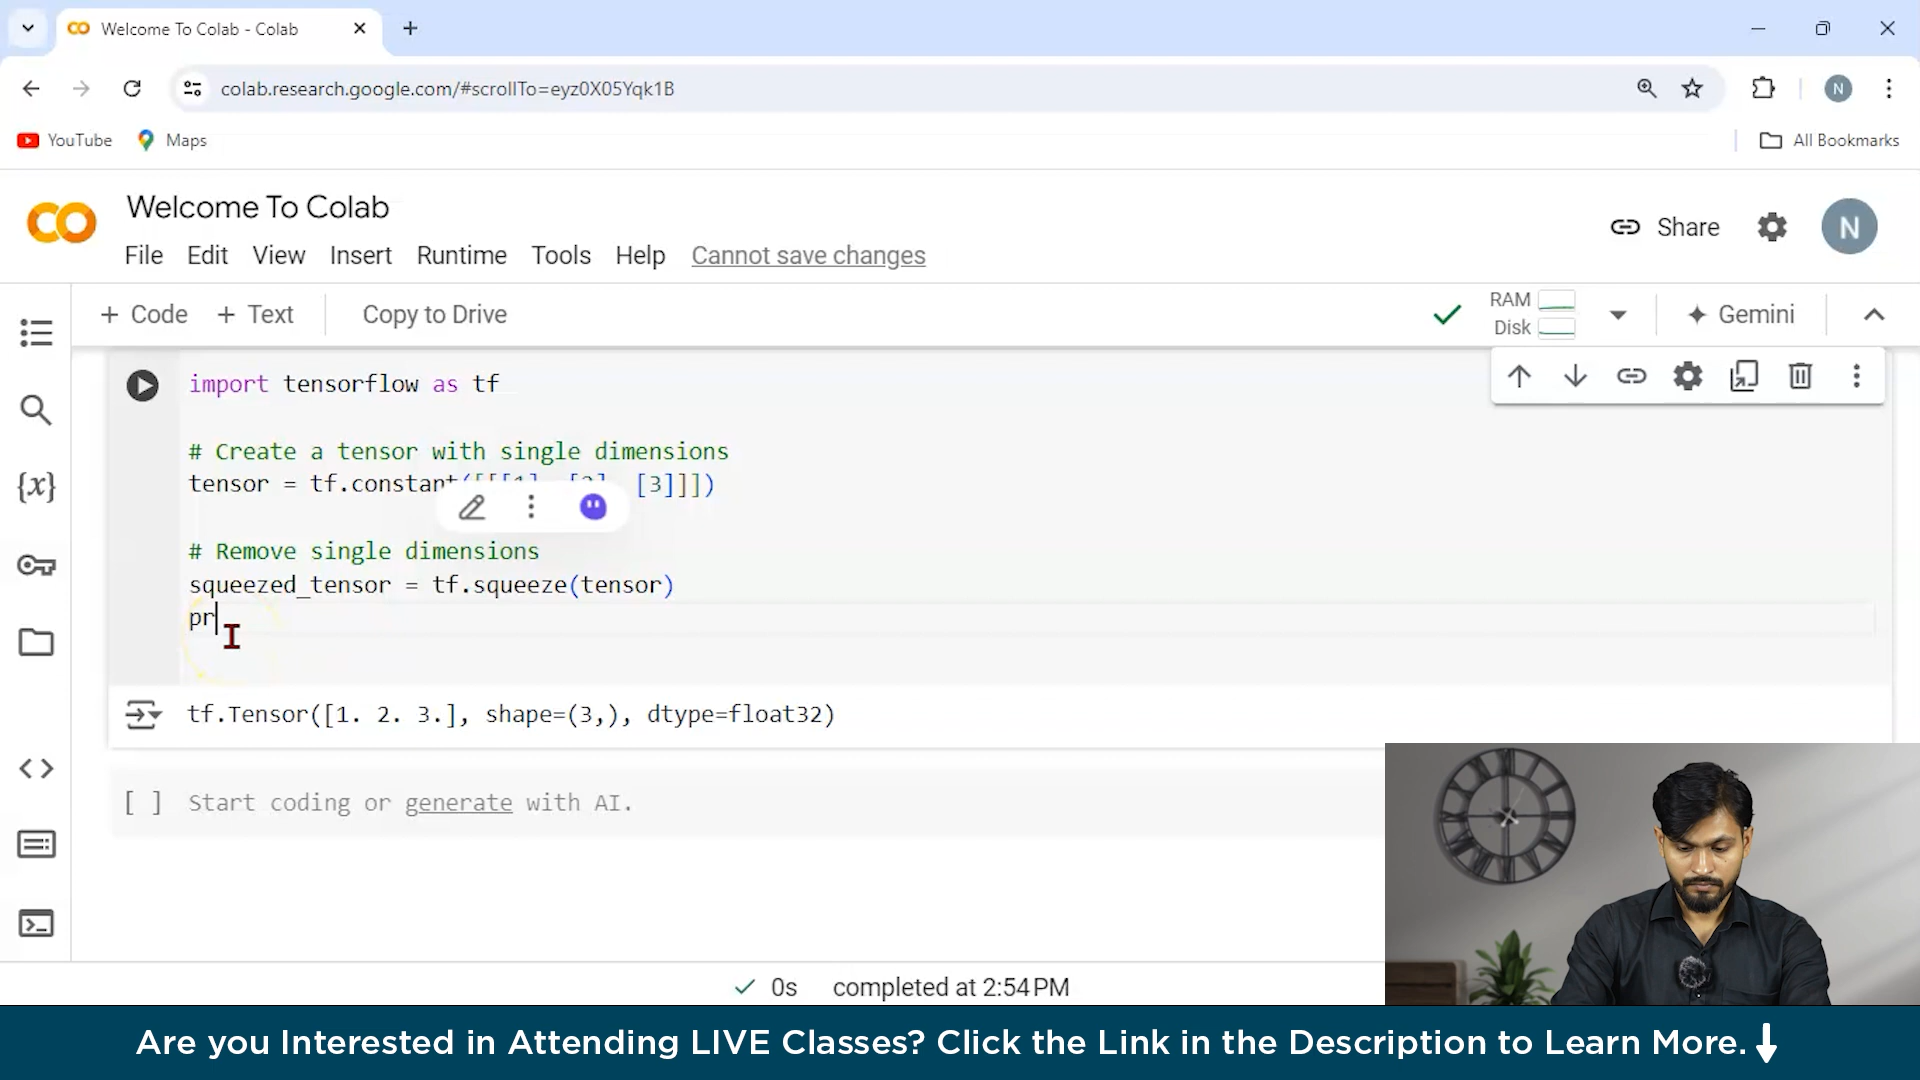 Welcome To Colab - Colab
colab.research.google.com/#scrollTo=eyz0X05Yqk1B
N
YouTube
Maps
All Bookmarks
CO
Welcome To Colab
Share
N
File Edit View Insert Runtime Tools Help Cannot save changes
+ Code + Text Copy to Drive
RAM
Disk
Gemini
import tensorflow as tf
# Create a tensor with single dimensions
tensor = tf.constant([[[1], [2], [3]]])
# Remove single dimensions
squeezed_tensor = tf.squeeze(tensor)
pr
{x}
tf.Tensor([1. 2. 3.], shape=(3,), dtype=float32)
[ ] Start coding or generate with AI.
0s completed at 2:54 PM
Are you Interested in Attending LIVE Classes? Click the Link in the Description to Learn More.